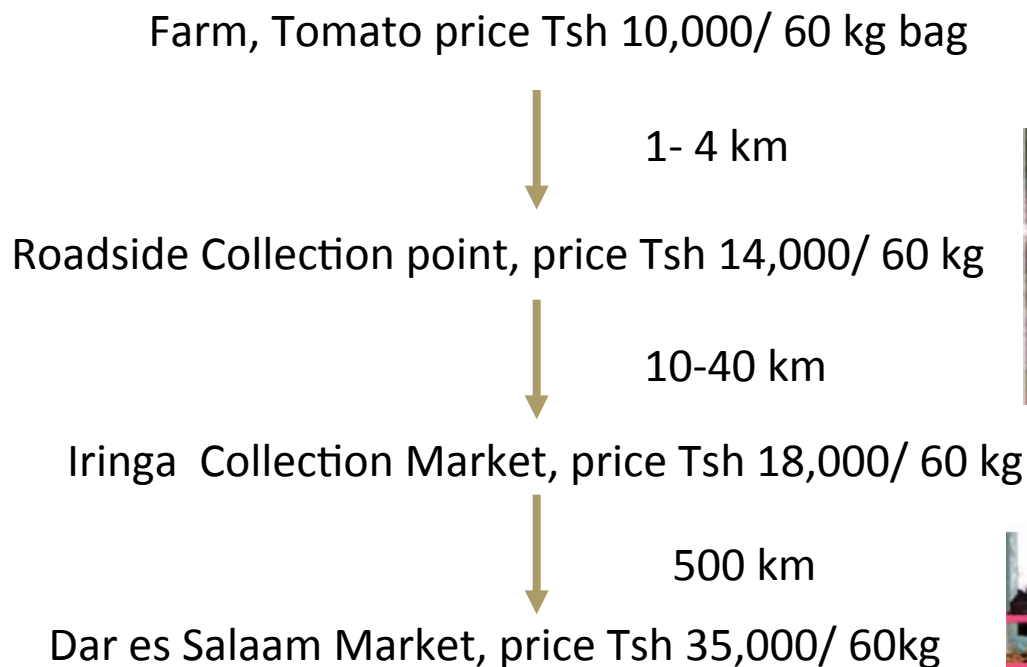 Farm, Tomato price Tsh 10,000/ 60 kg bag
1- 4 km
Roadside Collection point, price Tsh 14,000/ 60 kg
10-40 km
Iringa  Collection Market, price Tsh 18,000/ 60 kg
500 km
Dar es Salaam Market, price Tsh 35,000/ 60kg